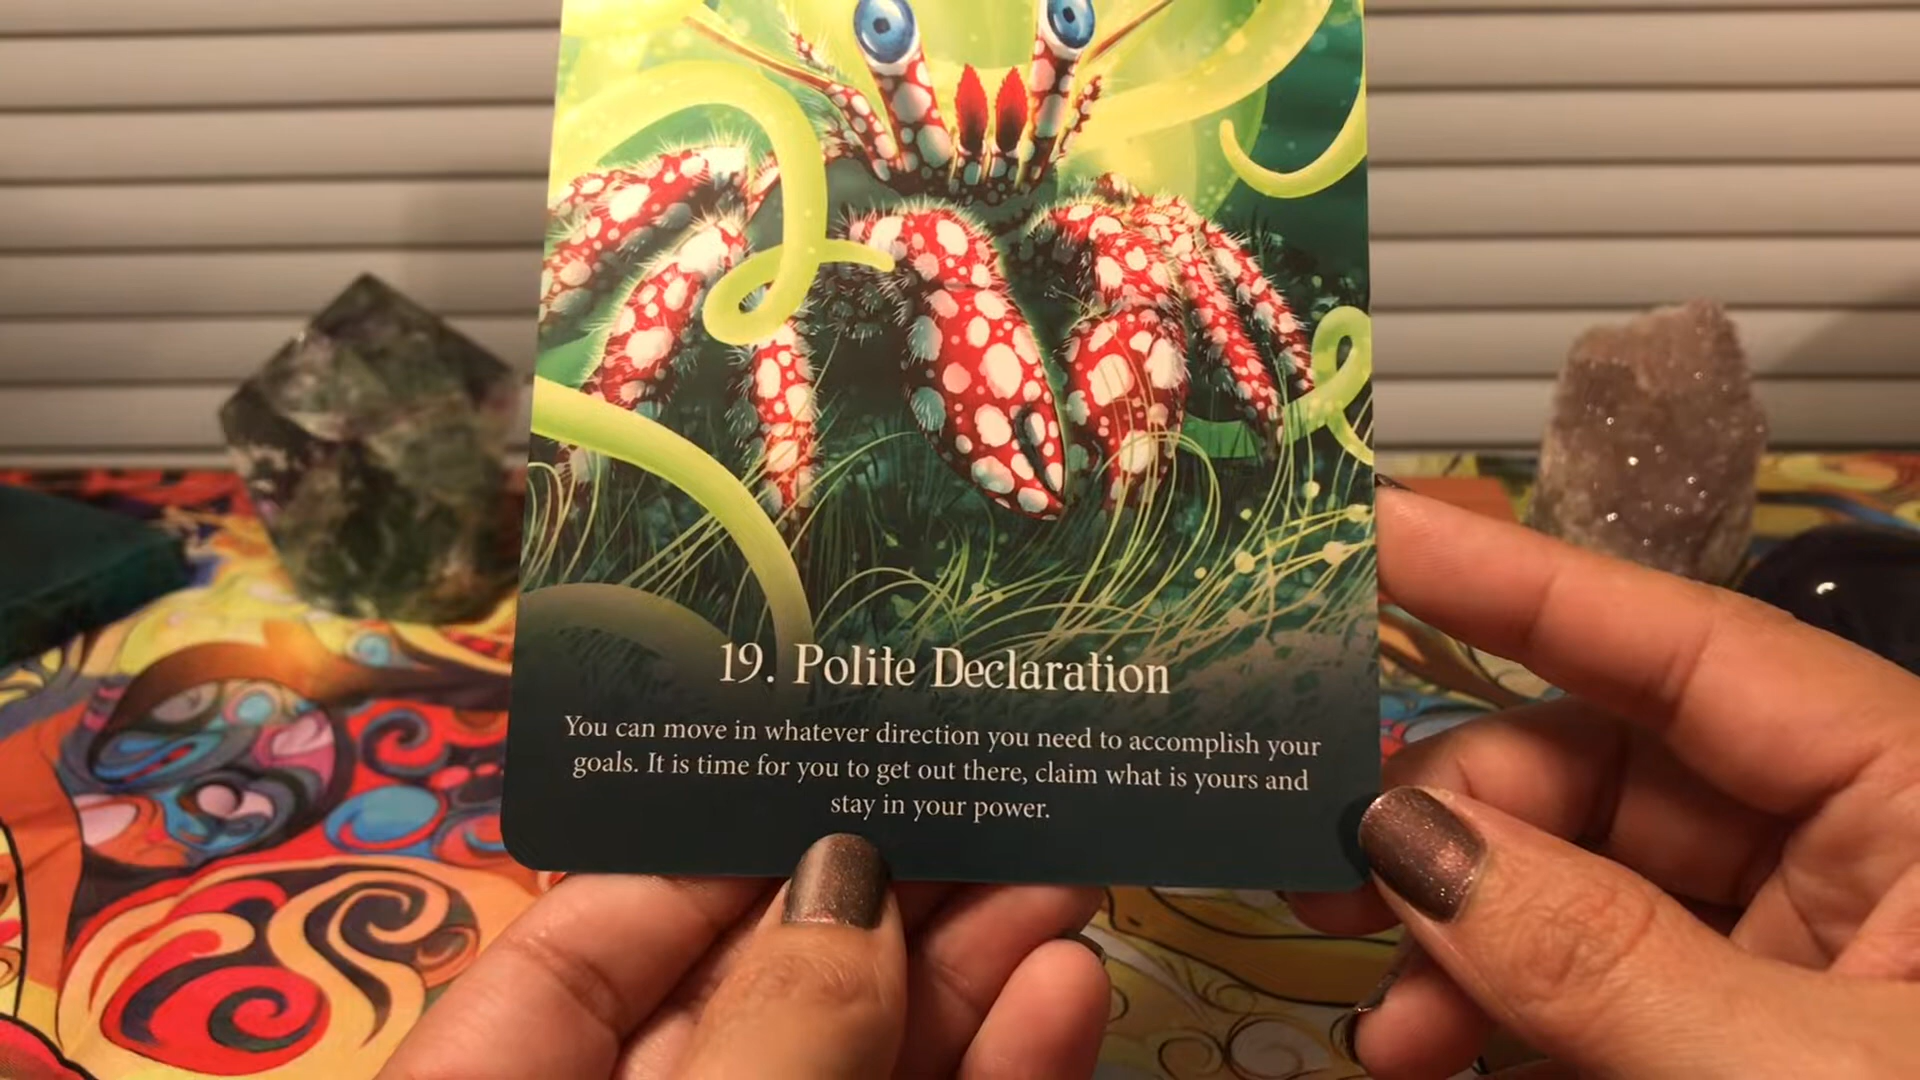 19. Polite Declaration
You can move in whatever direction you need to accomplish your
goals. It is time for you to get out there, claim what is yours and
stay in your power.